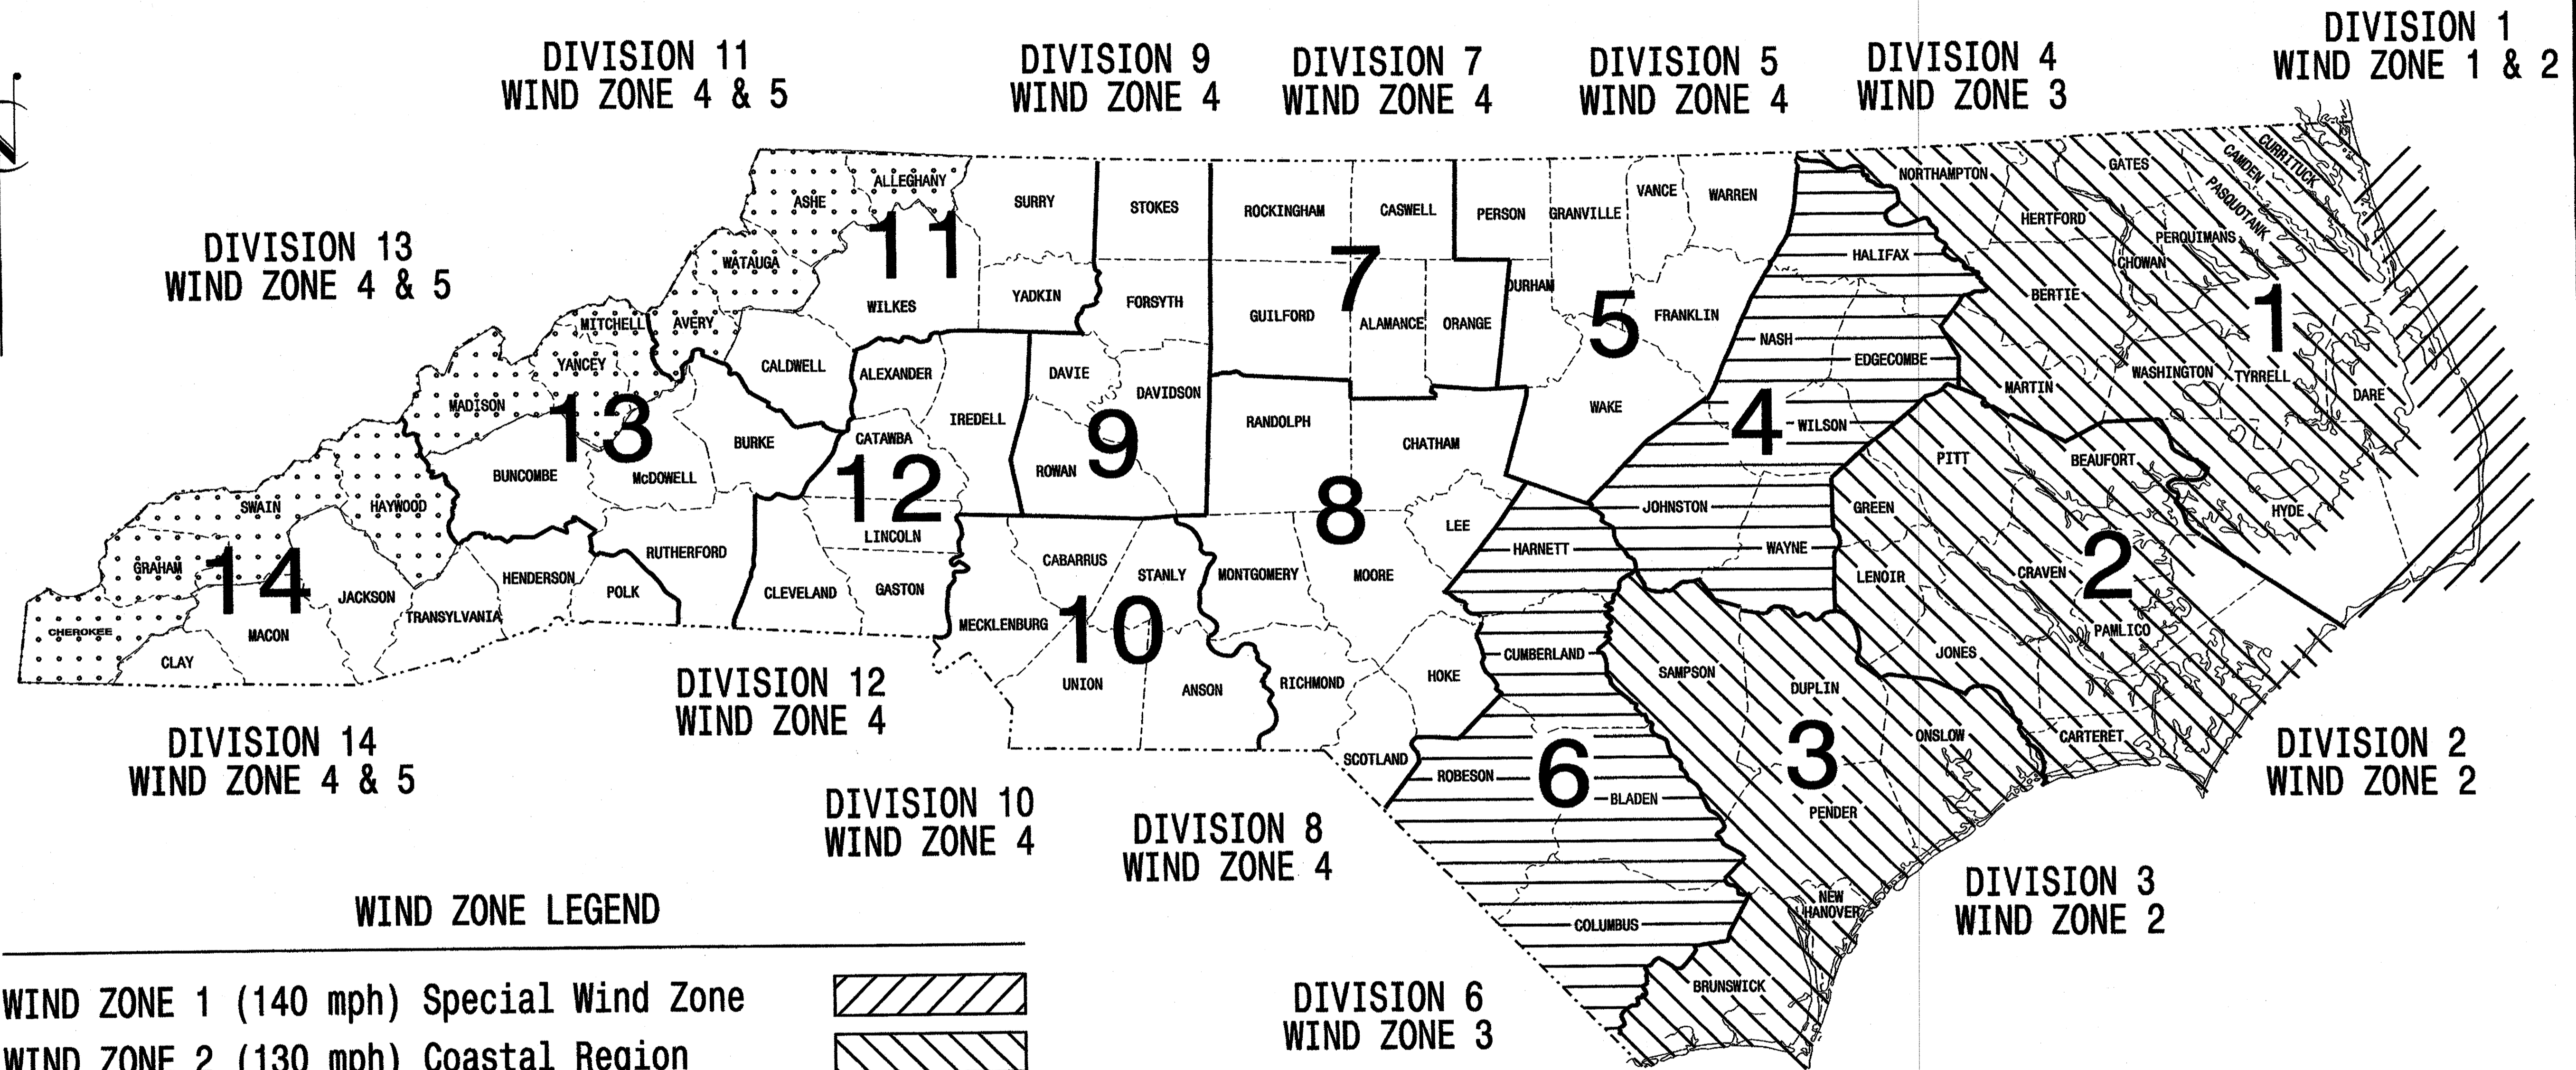 DIVISION 1
WIND ZONE 1 & 2
DIVISION 11
WIND ZONE 4 & 5
DIVISION 9
WIND ZONE 4
DIVISION 7
WIND ZONE 4
DIVISION 5
WIND ZONE 4
DIVISION 4
WIND ZONE 3
N
DIVISION 13
WIND ZONE 4 & 5
ASHE
ALLEGHANY
11
WATAUGA
WILKES
SURRY
YADKIN
AVERY
CALDWELL
STOKES
FORSYTH
DAVIE
DAVIDSON
9
ROWAN
ROCKINGHAM
CASWELL
7
GUILFORD
ALAMANCE
ORANGE
PERSON
GRANVILLE
VANCE
WARREN
DURHAM
5
FRANKLIN
WAKE
HALIFAX
NASH
EDGECOMBE
4
WILSON
JOHNSTON
WAYNE
NORTHAMPTON
GATES
CAMDEN
CURRITUCK
PASQUOTANK
HERTFORD
PERQUIMANS
CHOWAN
BERTIE
1
MARTIN
WASHINGTON
TYRRELL
DARE
HYDE
MITCHELL
YANCEY
MADISON
13
BUNCOMBE
McDOWELL
BURKE
RUTHERFORD
ALEXANDER
IREDELL
CATAWBA
12
LINCOLN
CLEVELAND
GASTON
SWAIN
HAYWOOD
GRAHAM
14
JACKSON
CHEROKEE
MACON
CLAY
TRANSYLVANIA
HENDERSON
POLK
CABARRUS
STANLY
MECKLENBURG
10
UNION
ANSON
RANDOLPH
CHATHAM
8
LEE
MONTGOMERY
MOORE
RICHMOND
HOKE
SCOTLAND
HARNETT
CUMBERLAND
6
ROBESON
BLADEN
COLUMBUS
PITT
BEAUFORT
GREEN
LENOIR
CRAVEN
2
PAMLICO
JONES
CARTERET
SAMPSON
DUPLIN
3
ONSLOW
PENDER
NEW
HANOVER
BRUNSWICK
DIVISION 14
WIND ZONE 4 & 5
DIVISION 12
WIND ZONE 4
DIVISION 10
WIND ZONE 4
DIVISION 8
WIND ZONE 4
DIVISION 2
WIND ZONE 2
DIVISION 3
WIND ZONE 2
DIVISION 6
WIND ZONE 3
WIND ZONE LEGEND
WIND ZONE 1 (140 mph) Special Wind Zone
WIND ZONE 2 (130 mph) Coastal Region